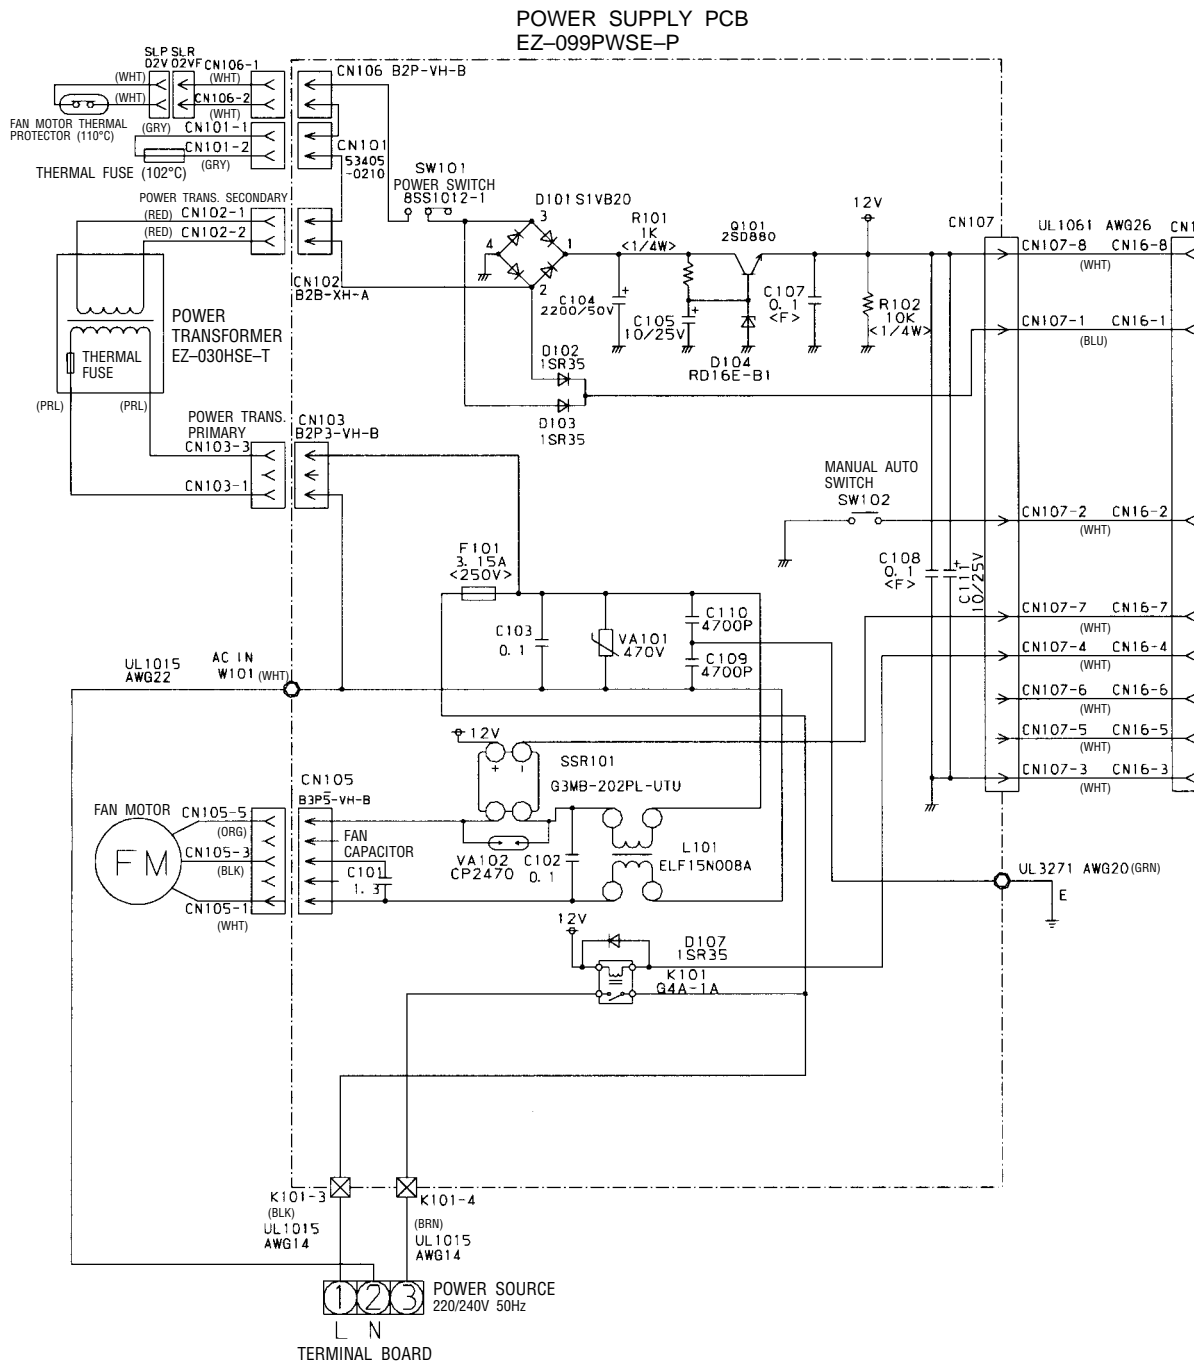 POWER SUPPLY PCB
EZ–099PWSE–P
SLP SLR
D2V 02VF CN106-1
(WHT) (WHT)
CN106 B2P-VH-B
(WHT) CN106-2
(WHT)
FAN MOTOR THERMAL
PROTECTOR (110°C)
(GRY) CN101-1
CN101-2
(GRY)
THERMAL FUSE (102°C)
CN101
53405
-0210
SW101
POWER SWITCH
8SS1012-1
POWER TRANS. SECONDARY
(RED) CN102-1
(RED) CN102-2
CN102
B2B-XH-A
D101 S1VB20
3
4
1
2
R101
1K
<1/4W>
Q101
2SD880
12V
CN107
UL1061 AWG26 CN1
CN107-8 CN16-8
(WHT)
C104
2200/50V
+
C105
10/25V
+
C107
0.1
<F>
R102
10K
<1/4W>
CN107-1 CN16-1
(BLU)
D104
RD16E-B1
D102
1SR35
D103
1SR35
POWER
TRANSFORMER
EZ–030HSE–T
THERMAL
FUSE
(PRL) (PRL)
POWER TRANS.
PRIMARY
CN103-3
CN103-1
CN103
B2P3-VH-B
MANUAL AUTO
SWITCH
SW102
CN107-2 CN16-2
(WHT)
F101
3.15A
<250V>
C108
0.1
<F>
C111
10/25V
+
C103
0.1
VA101
470V
C110
4700P
C109
4700P
CN107-7 CN16-7
(WHT)
CN107-4 CN16-4
(WHT)
CN107-6 CN16-6
(WHT)
CN107-5 CN16-5
(WHT)
CN107-3 CN16-3
(WHT)
UL1015
AWG22
AC IN
W101 (WHT)
12V
+ -
SSR101
G3MB-202PL-UTU
CN105
B3P5-VH-B
FAN MOTOR
FM
CN105-5
(ORG)
CN105-3
(BLK)
CN105-1
(WHT)
FAN
CAPACITOR
C101
1.3
VA102
CP2470
C102
0.1
L101
ELF15N008A
UL3271 AWG20 (GRN)
E
12V
D107
1SR35
K101
G4A-1A
K101-3
(BLK)
UL1015
AWG14
K101-4
(BRN)
UL1015
AWG14
1 2 3
POWER SOURCE
220/240V 50Hz
L N
TERMINAL BOARD